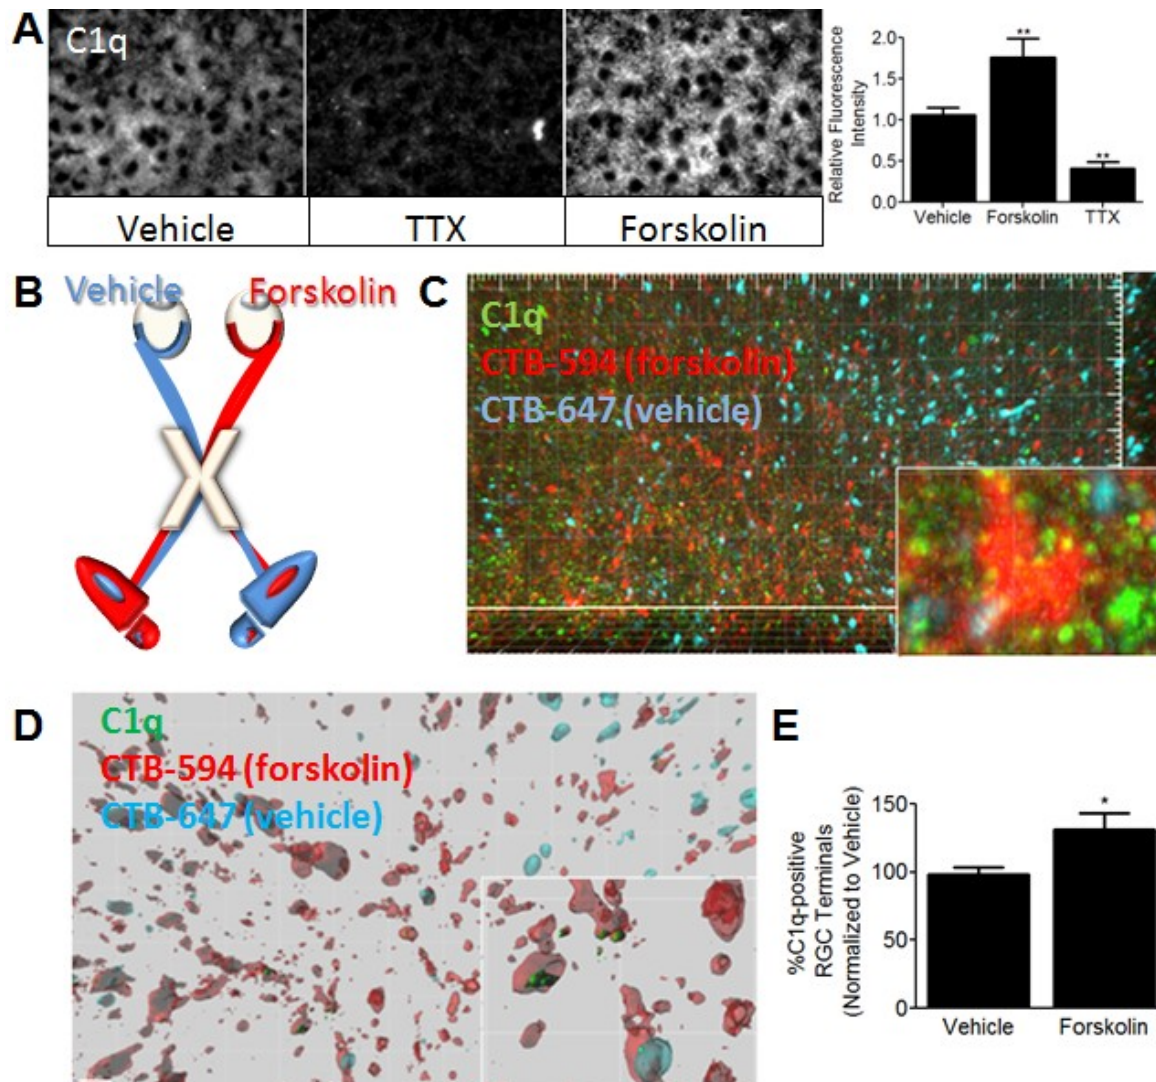 A
C1q
Vehicle
TTX
Forskolin
Relative Fluorescence
Intensity
2.0
1.5
1.0
0.5
0.0
**
**
Vehicle
Forskolin
TTX
B
Vehicle
Forskolin
C
C1q
CTB-594 (forskolin)
CTB-647 (vehicle)
D
C1q
CTB-594 (forskolin)
CTB-647 (vehicle)
E
%C1q-positive
RGC Terminals
(Normalized to Vehicle)
150
100
50
0
*
Vehicle
Forskolin